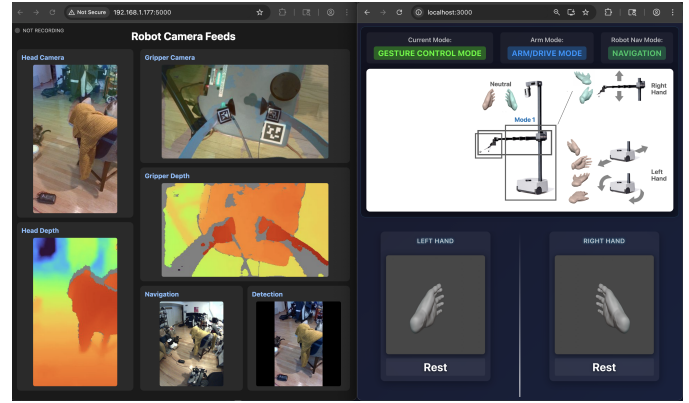 Not Secure 192.168.1.177:5000
NOT RECORDING
Robot Camera Feeds
Head Camera
Gripper Camera
Gripper Depth
Head Depth
Navigation
Detection
localhost:3000
Current Mode:
GESTURE CONTROL MODE
Arm Mode:
ARM/DRIVE MODE
Robot Nav Mode:
NAVIGATION
Neutral
Mode 1
Right
Hand
Left
Hand
LEFT HAND
Rest
RIGHT HAND
Rest